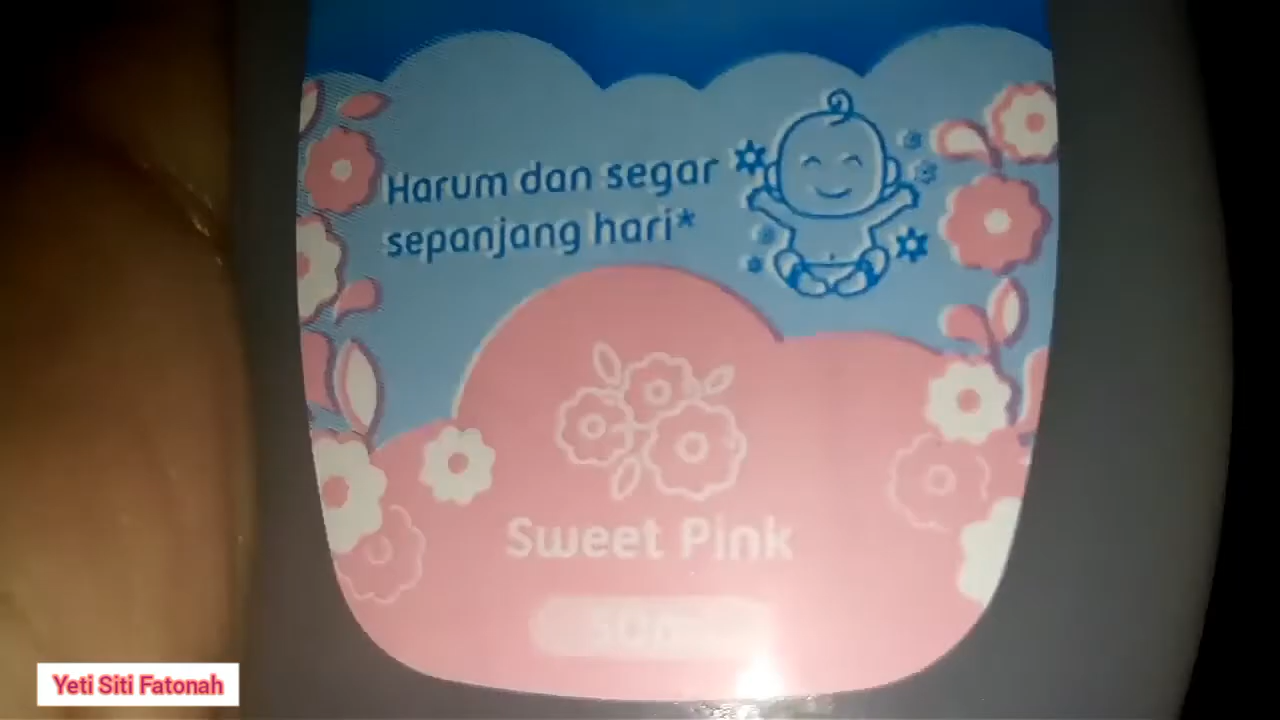 Harum dan segar
sepanjang hari*
Sweet Pink
Yeti Siti Fatonah